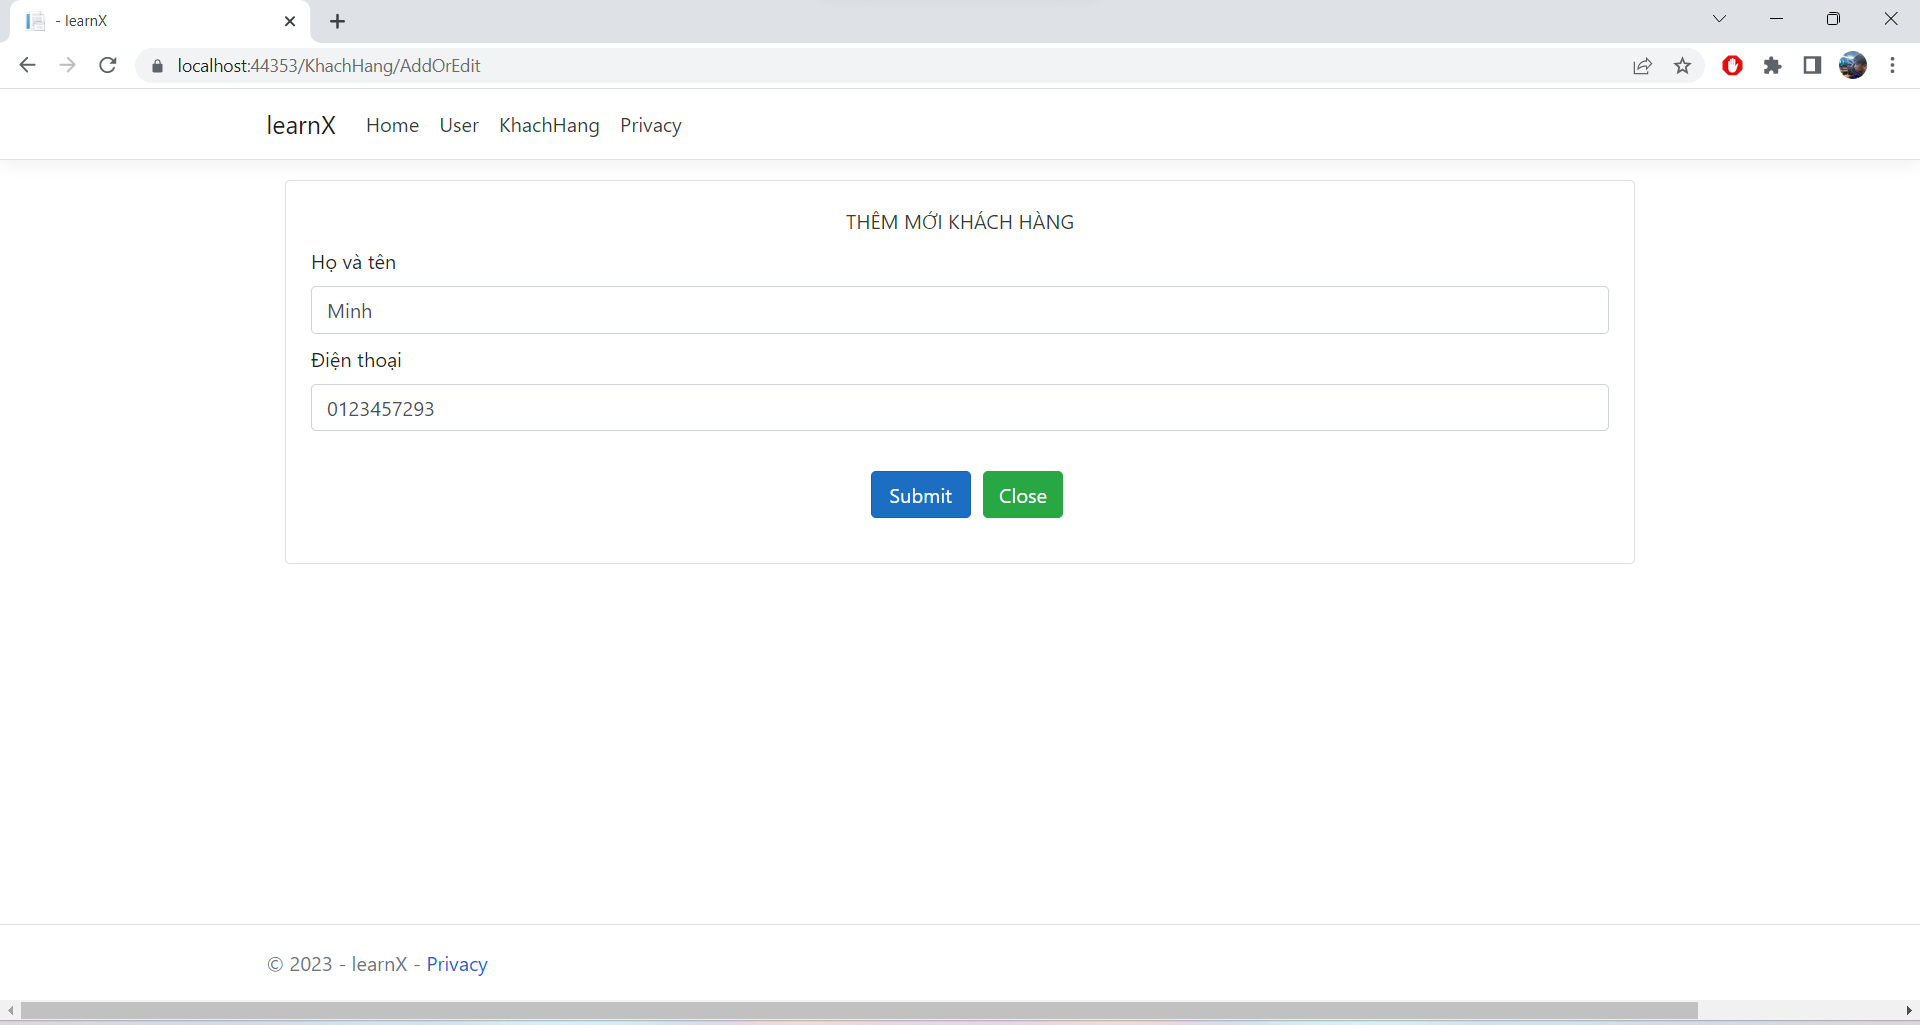 - learnX
localhost:44353/KhachHang/AddOrEdit
learnX Home User KhachHang Privacy
THÊM MỚI KHÁCH HÀNG
Họ và tên
Minh
Điện thoại
0123457293
Submit Close
© 2023 - learnX - Privacy